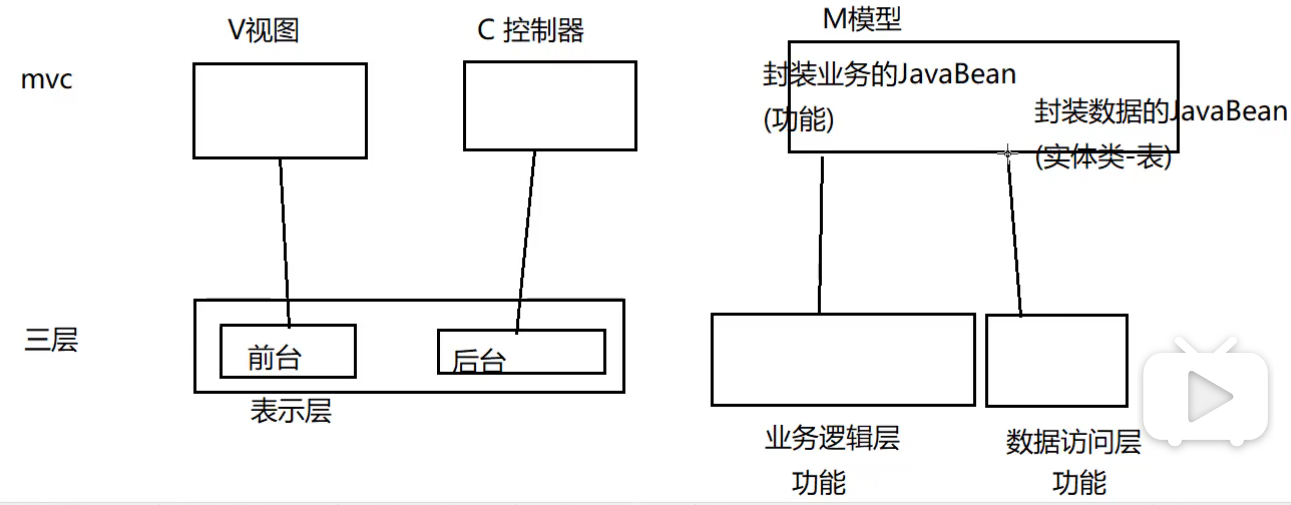 V视图
C 控制器
M模型
mvc
封装业务的JavaBean
(功能)
封装数据的JavaBean
(实体类-表)
三层
前台
后台
表示层
业务逻辑层
功能
数据访问层
功能